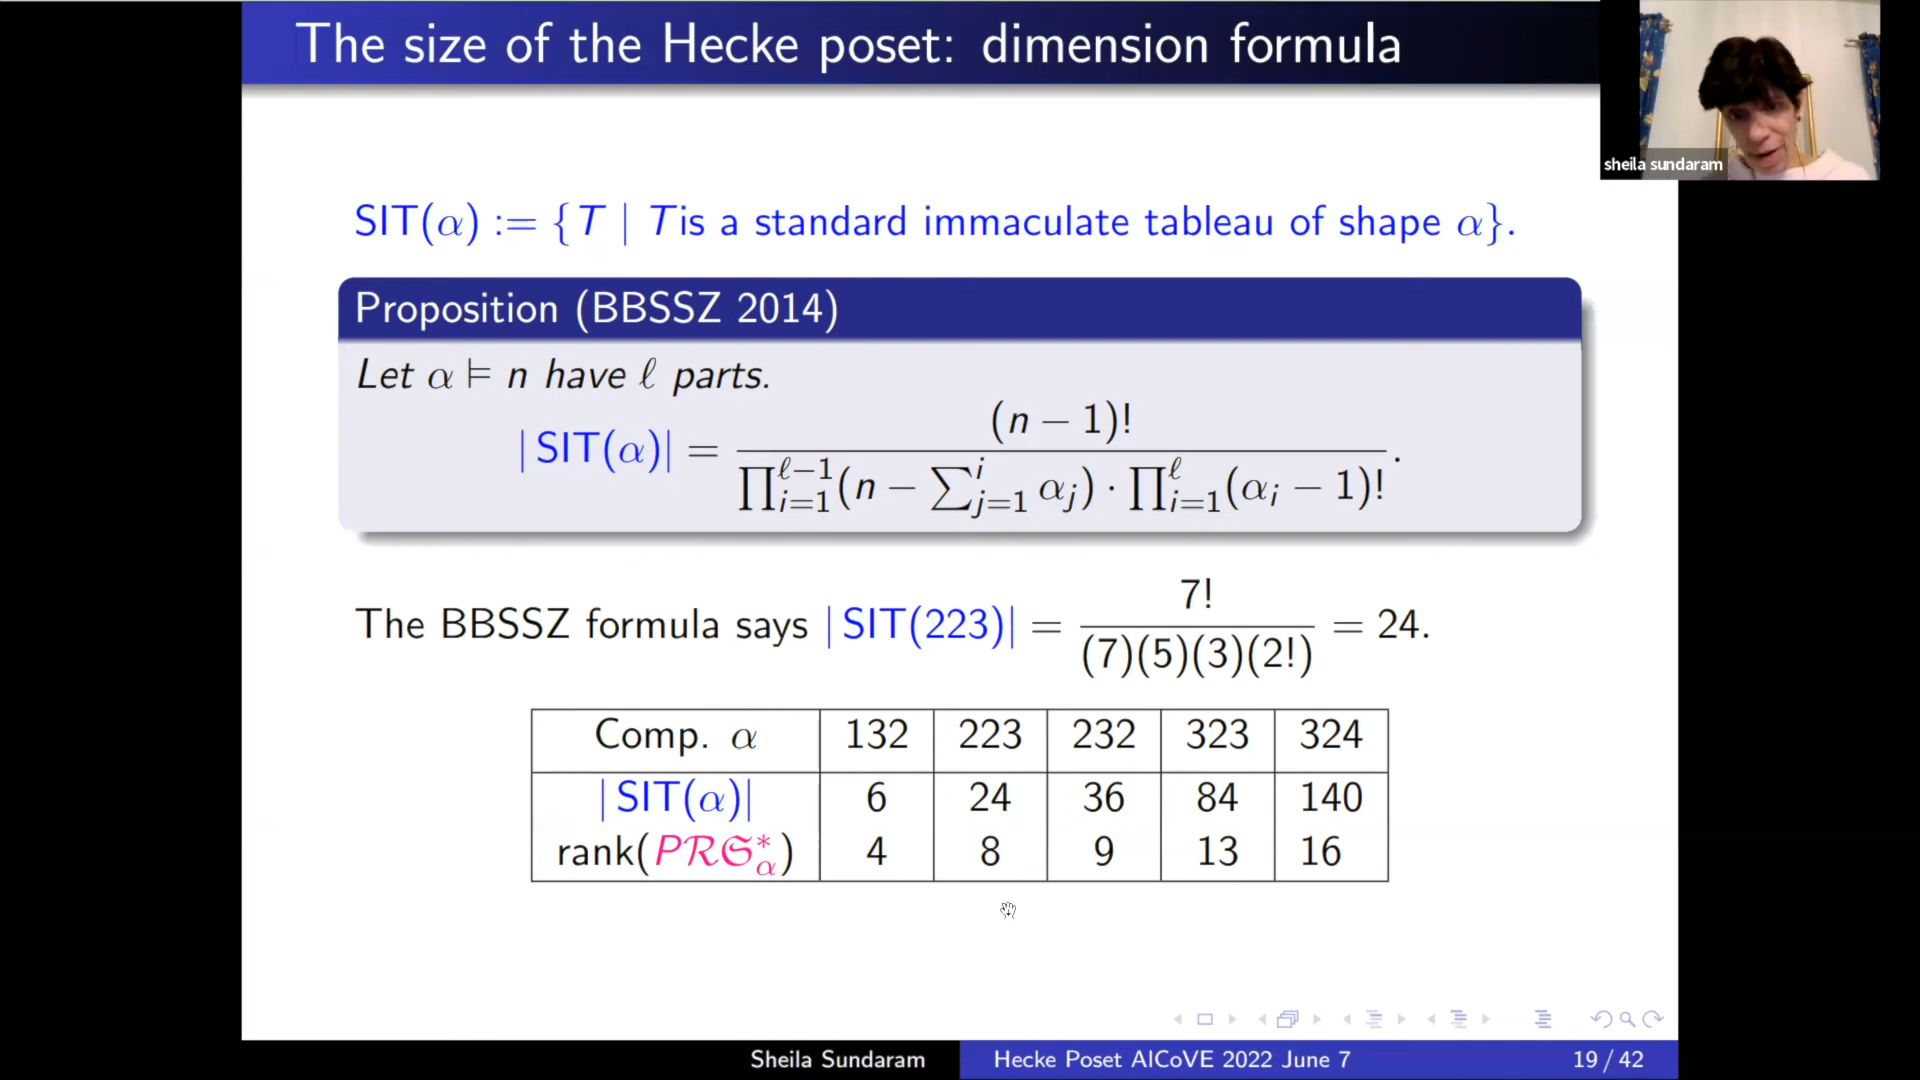 The size of the Hecke poset: dimension formula
sheila sundaram
SIT(α) := {T | T is a standard immaculate tableau of shape α}.
Proposition (BBSSZ 2014)
Let α ⊨ n have ℓ parts.
|SIT(α)| = (n − 1)! / (∏_{i=1}^{ℓ−1}(n − ∑_{j=1}^{i} α_j) · ∏_{i=1}^{ℓ}(α_i − 1)!).
The BBSSZ formula says |SIT(223)| = 7! / ((7)(5)(3)(2!)) = 24.
Comp. α 132 223 232 323 324
|SIT(α)| 6 24 36 84 140
rank(PR𝔖*_α) 4 8 9 13 16
Sheila Sundaram Hecke Poset AlCoVE 2022 June 7 19 / 42